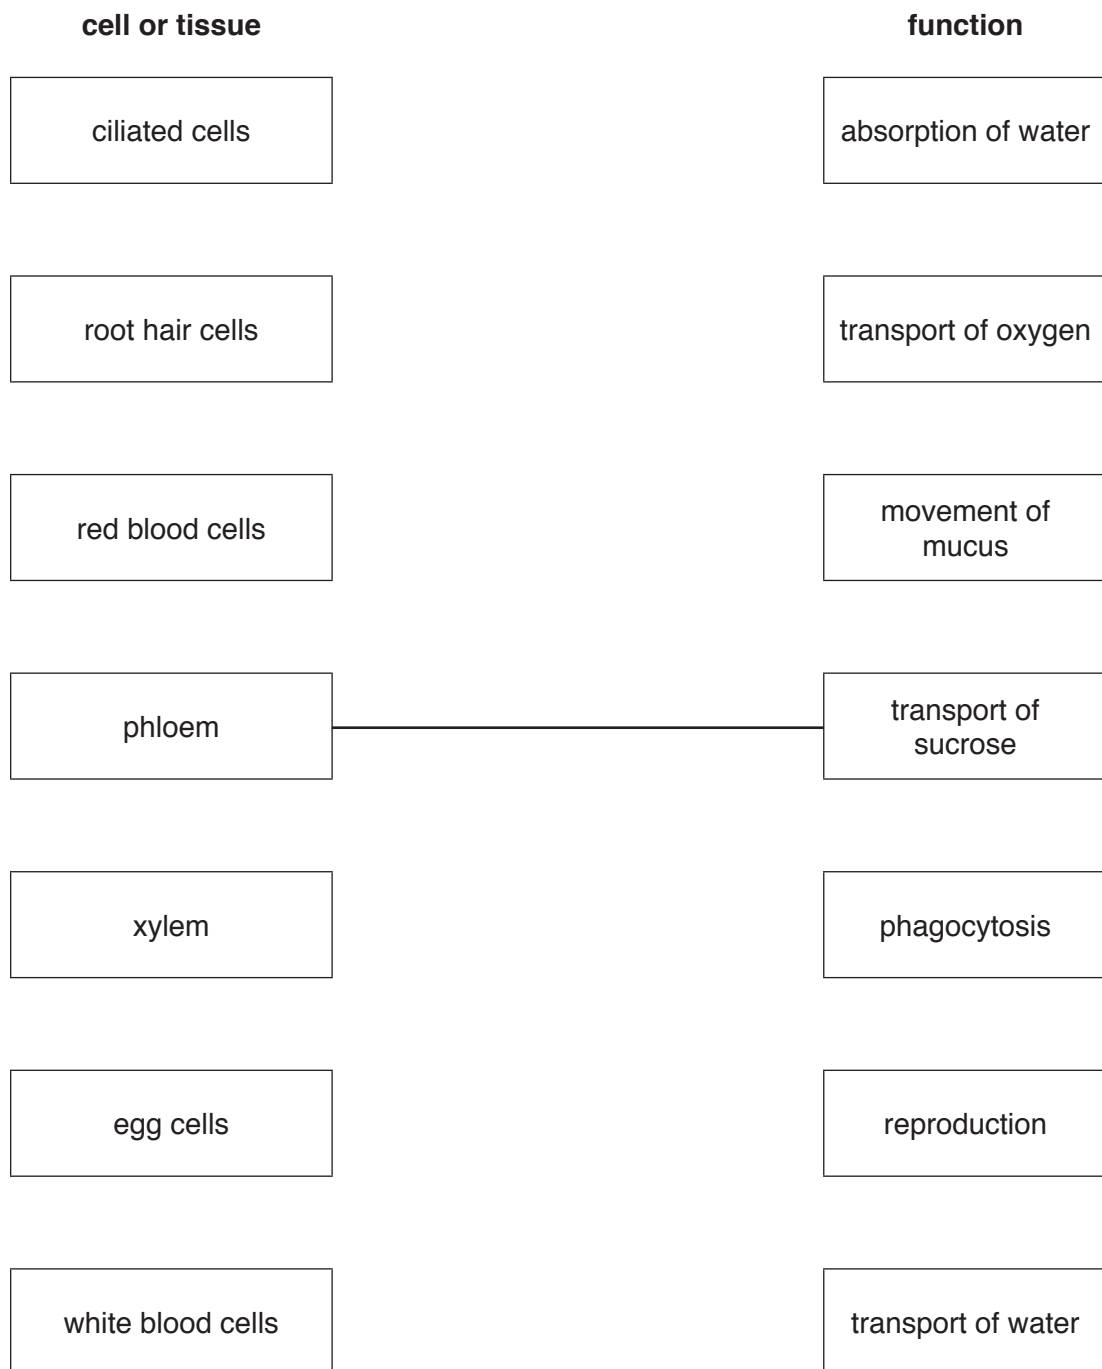 cell or tissue
function
ciliated cells
absorption of water
root hair cells
transport of oxygen
red blood cells
movement of
mucus
phloem
transport of
sucrose
xylem
phagocytosis
egg cells
reproduction
white blood cells
transport of water